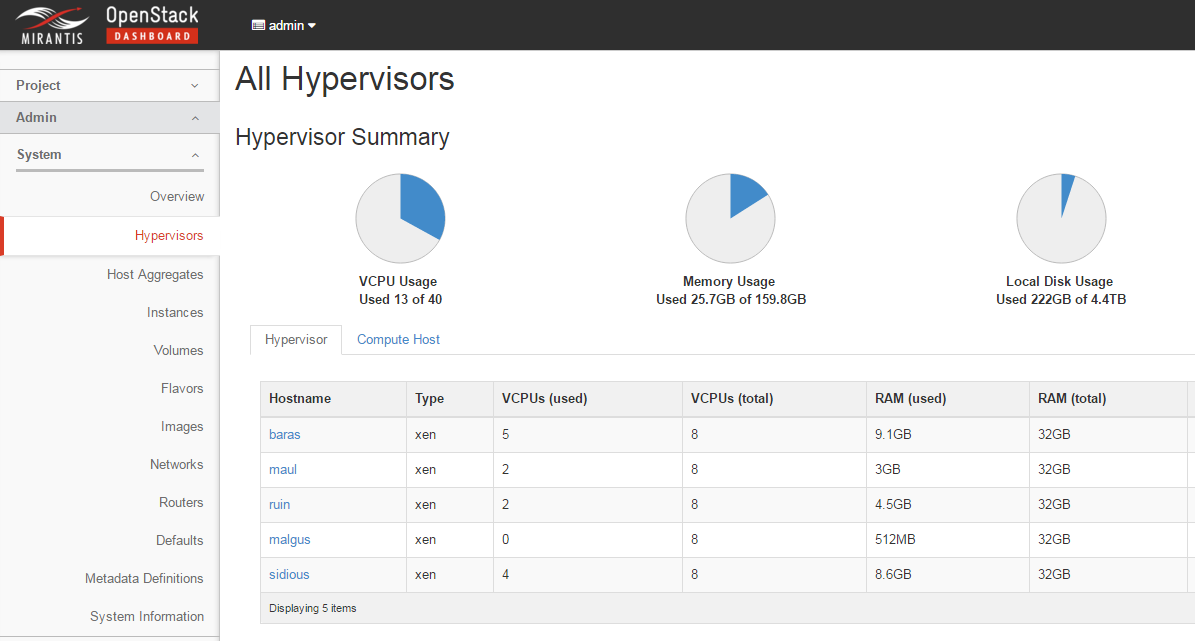 MIRANTIS
OpenStack
DASHBOARD
admin
Project
Admin
System
Overview
Hypervisors
Host Aggregates
Instances
Volumes
Flavors
Images
Networks
Routers
Defaults
Metadata Definitions
System Information
All Hypervisors
Hypervisor Summary
VCPU Usage
Used 13 of 40
Memory Usage
Used 25.7GB of 159.8GB
Local Disk Usage
Used 222GB of 4.4TB
Hypervisor Compute Host
Hostname Type VCPUs (used) VCPUs (total) RAM (used) RAM (total)
baras xen 5 8 9.1GB 32GB
maul xen 2 8 3GB 32GB
ruin xen 2 8 4.5GB 32GB
malgus xen 0 8 512MB 32GB
sidious xen 4 8 8.6GB 32GB
Displaying 5 items